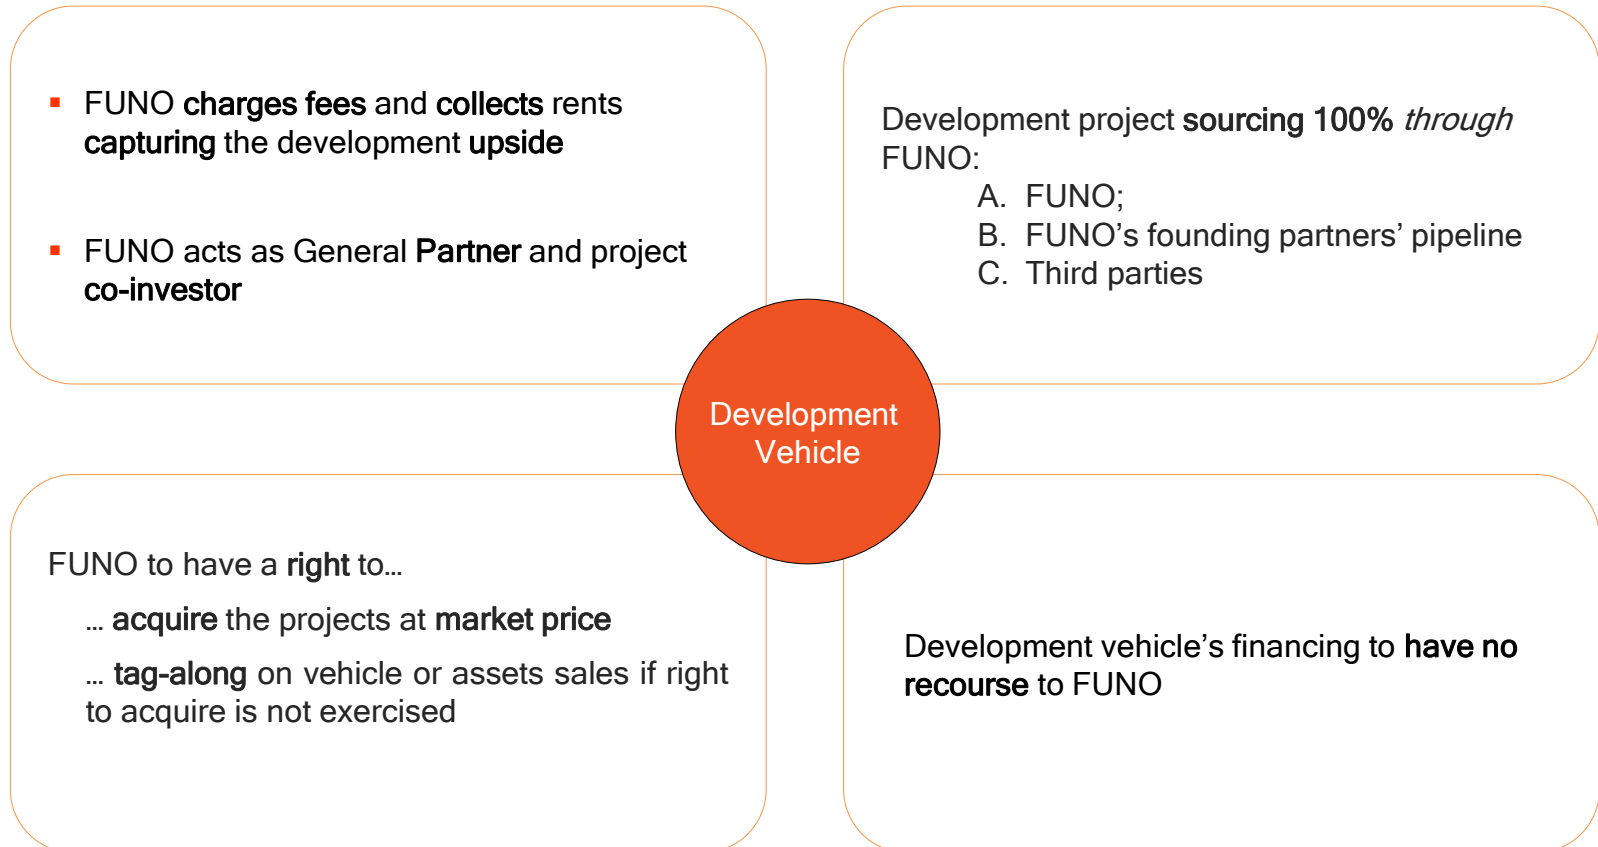 ▪ FUNO charges fees and collects rents
capturing the development upside
▪ FUNO acts as General Partner and project
co-investor
Development project sourcing 100% through
FUNO:
A. FUNO;
B. FUNO’s founding partners’ pipeline
C. Third parties
Development
Vehicle
FUNO to have a right to…
… acquire the projects at market price
… tag-along on vehicle or assets sales if right
to acquire is not exercised
Development vehicle’s financing to have no
recourse to FUNO